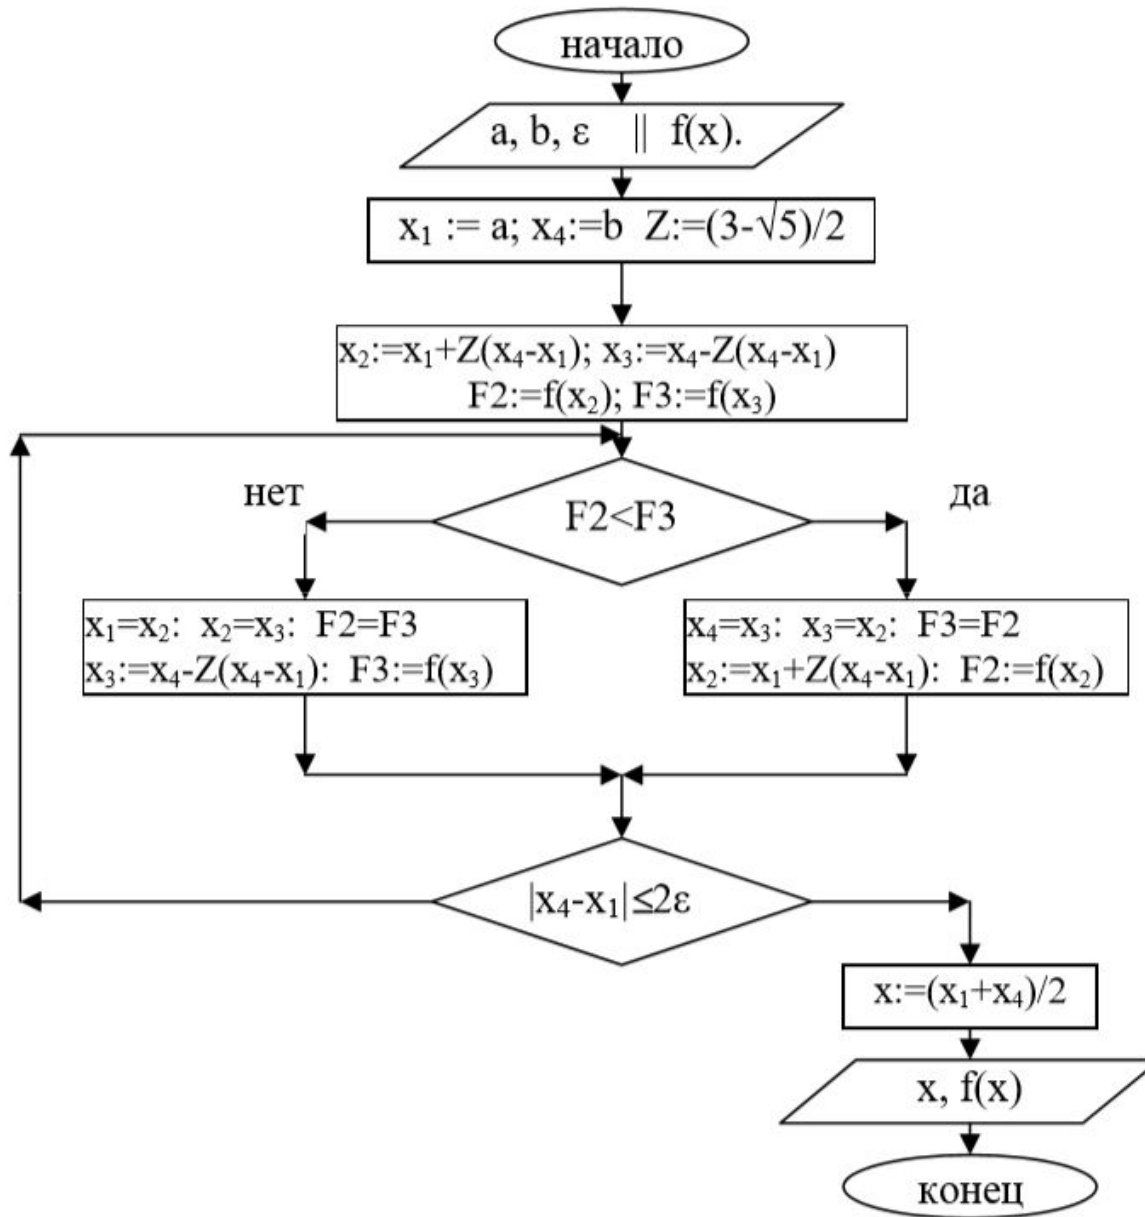 начало
a, b, ε || f(x).
x₁ := a; x₄:=b Z:=(3-√5)/2
x₂:=x₁+Z(x₄-x₁); x₃:=x₄-Z(x₄-x₁)
F2:=f(x₂); F3:=f(x₃)
нет
F2<F3
да
x₁=x₂: x₂=x₃: F2=F3
x₃:=x₄-Z(x₄-x₁): F3:=f(x₃)
x₄=x₃: x₃=x₂: F3=F2
x₂:=x₁+Z(x₄-x₁): F2:=f(x₂)
|x₄-x₁|≤2ε
x:=(x₁+x₄)/2
x, f(x)
конец